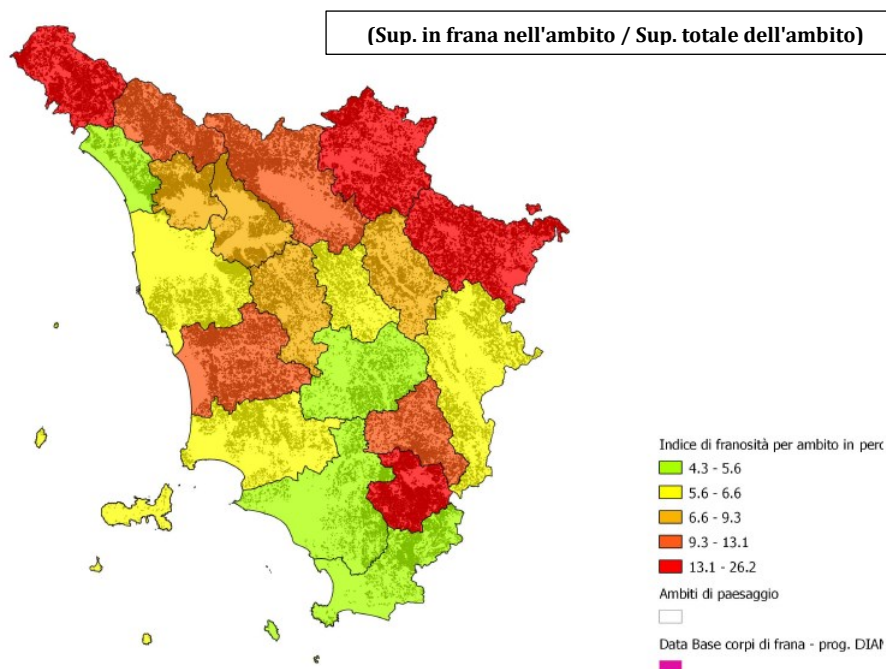 (Sup. in frana nell'ambito / Sup. totale dell'ambito)
Indice di franosità per ambito in perc
4.3 - 5.6
5.6 - 6.6
6.6 - 9.3
9.3 - 13.1
13.1 - 26.2
Ambiti di paesaggio
Data Base corpi di frana - prog. DIAN